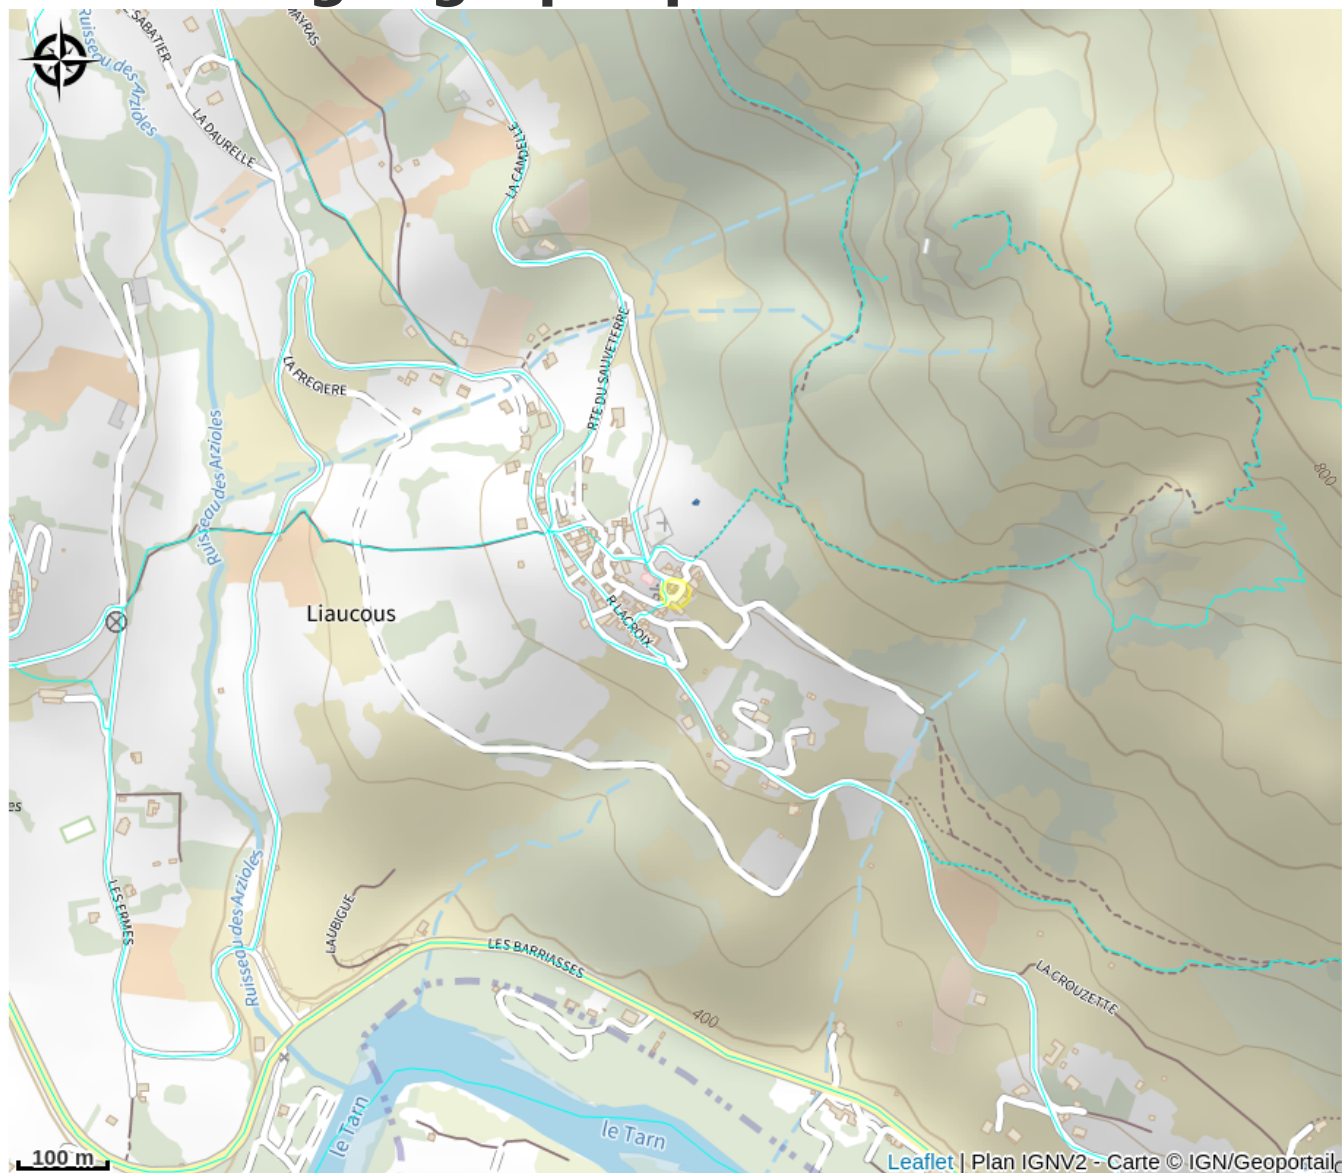 SABATIER
MAYRAS
Ruisseau des Arzioles
LA DAURELLE
LA CANDELLE
RTE DU SAUVETERRE
LA FREGIERE
Ruisseau des Arzioles
800
Liaucous
R LACROIX
es
LES ERMES
Ruisseau des Arzioles
LAUBIGUE
LES BARRIASSES
LA CROUZETTE
400
le Tarn
le Tarn
100 m
Leaflet | Plan IGNV2 - Carte © IGN/Geoportail